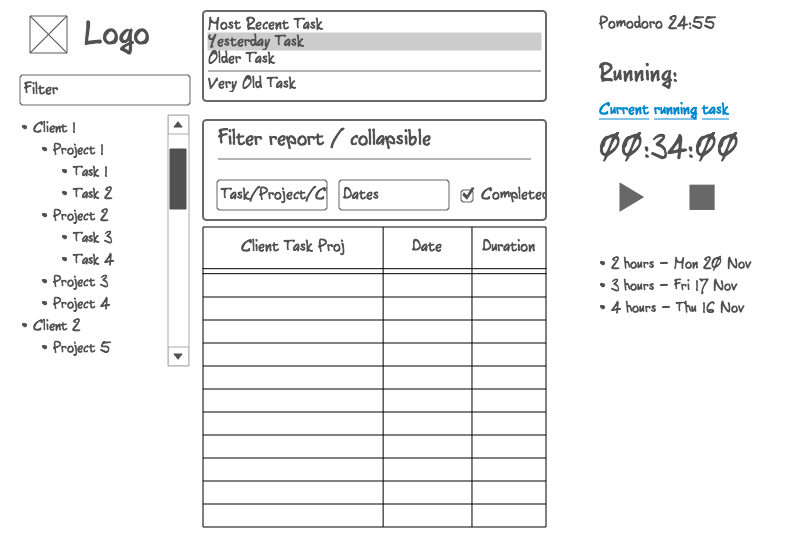 Logo
Filter
• Client 1
• Project 1
• Task 1
• Task 2
• Project 2
• Task 3
• Task 4
• Project 3
• Project 4
• Client 2
• Project 5
Most Recent Task
Yesterday Task
Older Task
Very Old Task
Filter report / collapsible
Task/Project/C Dates Completed
Client Task Proj Date Duration
Pomodoro 24:55
Running:
Current running task
00:34:00
• 2 hours - Mon 20 Nov
• 3 hours - Fri 17 Nov
• 4 hours - Thu 16 Nov